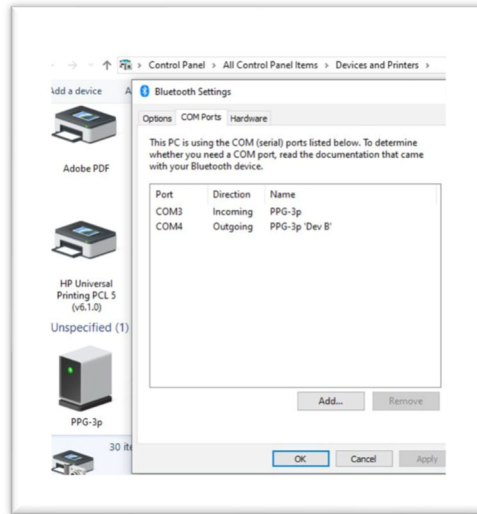 Control Panel > All Control Panel Items > Devices and Printers >
Add a device
Bluetooth Settings
Options COM Ports Hardware
This PC is using the COM (serial) ports listed below. To determine
whether you need a COM port, read the documentation that came
with your Bluetooth device.
Port Direction Name
COM3 Incoming PPG-3p
COM4 Outgoing PPG-3p 'Dev B'
Adobe PDF
HP Universal
Printing PCL 5
(v6.1.0)
Unspecified (1)
PPG-3p
30
Add... Remove
OK Cancel Apply